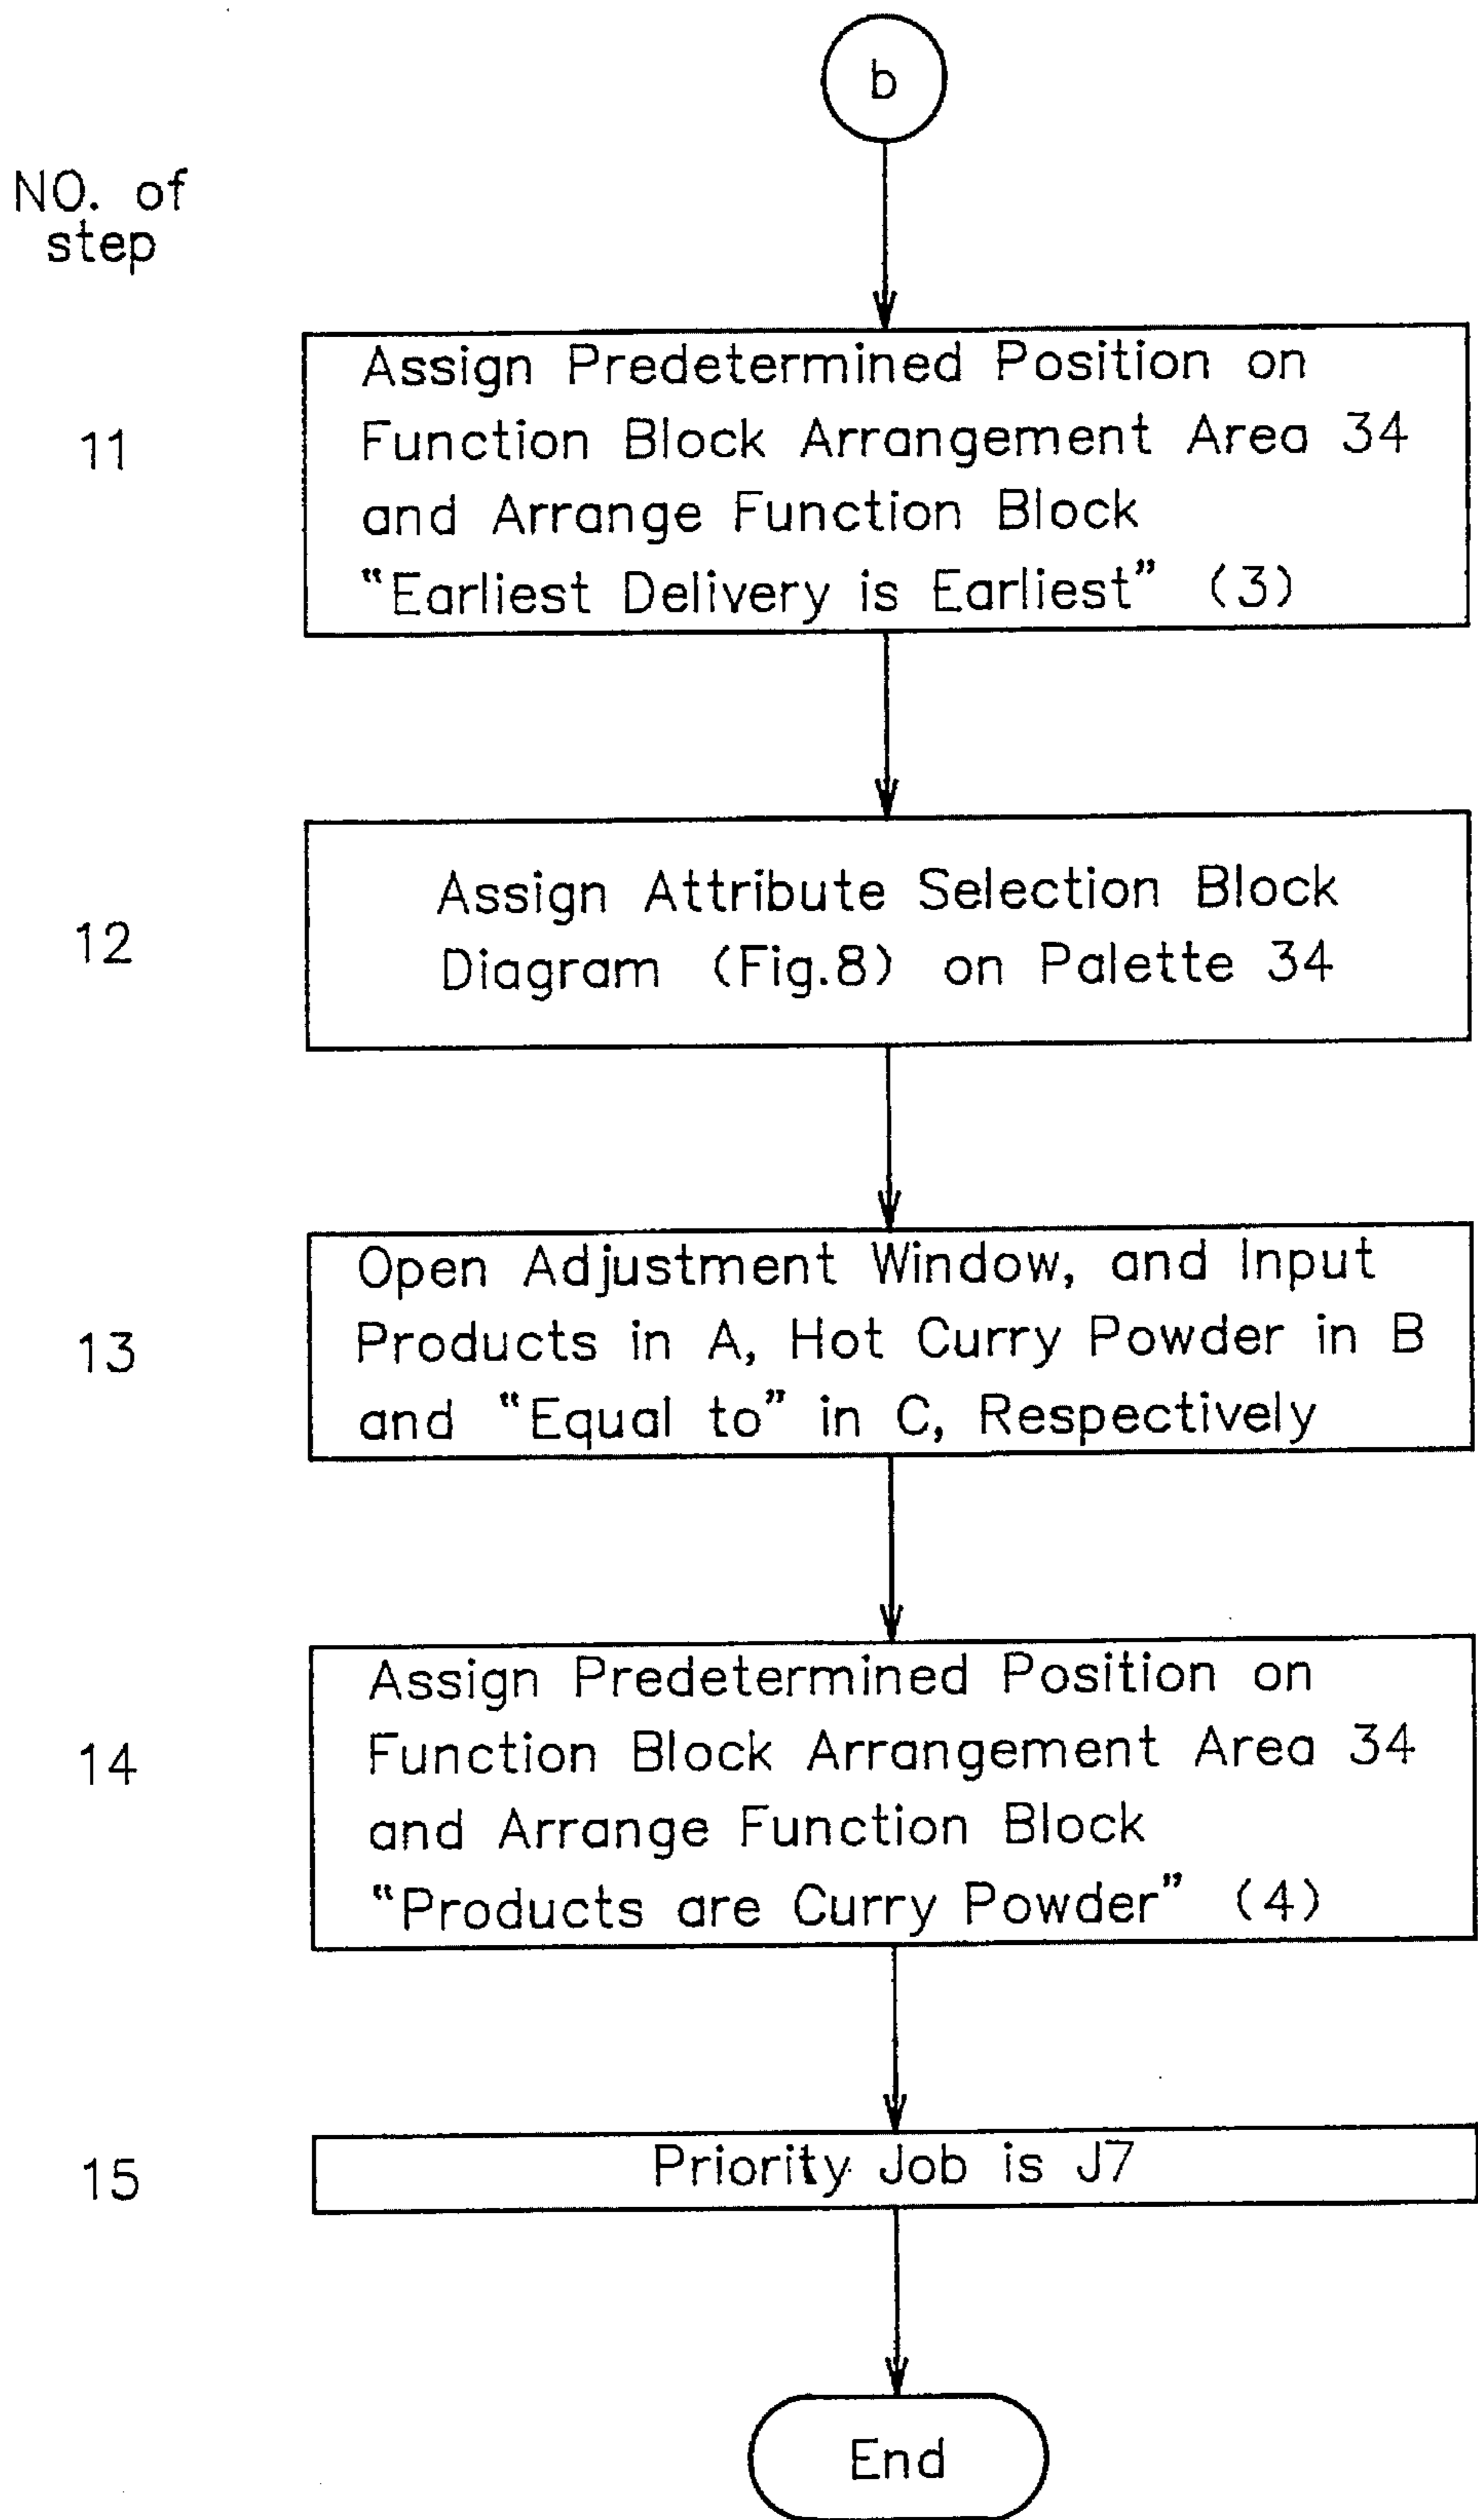 b
NO. of
step
11
Assign Predetermined Position on
Function Block Arrangement Area 34
and Arrange Function Block
“Earliest Delivery is Earliest” (3)
12
Assign Attribute Selection Block
Diagram (Fig.8) on Palette 34
13
Open Adjustment Window, and Input
Products in A, Hot Curry Powder in B
and “Equal to” in C, Respectively
14
Assign Predetermined Position on
Function Block Arrangement Area 34
and Arrange Function Block
“Products are Curry Powder” (4)
15
Priority Job is J7
End